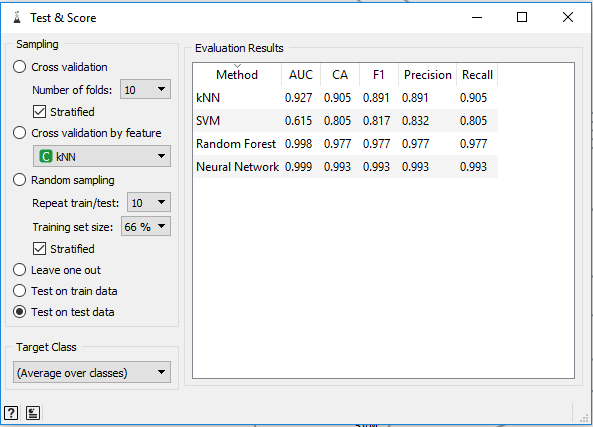 Test & Score
Sampling
Cross validation
Number of folds: 10
Stratified
Cross validation by feature
C kNN
Random sampling
Repeat train/test: 10
Training set size: 66 %
Stratified
Leave one out
Test on train data
Test on test data
Target Class
(Average over classes)
?
Evaluation Results
Method AUC CA F1 Precision Recall
kNN 0.927 0.905 0.891 0.891 0.905
SVM 0.615 0.805 0.817 0.832 0.805
Random Forest 0.998 0.977 0.977 0.977 0.977
Neural Network 0.999 0.993 0.993 0.993 0.993
SVM